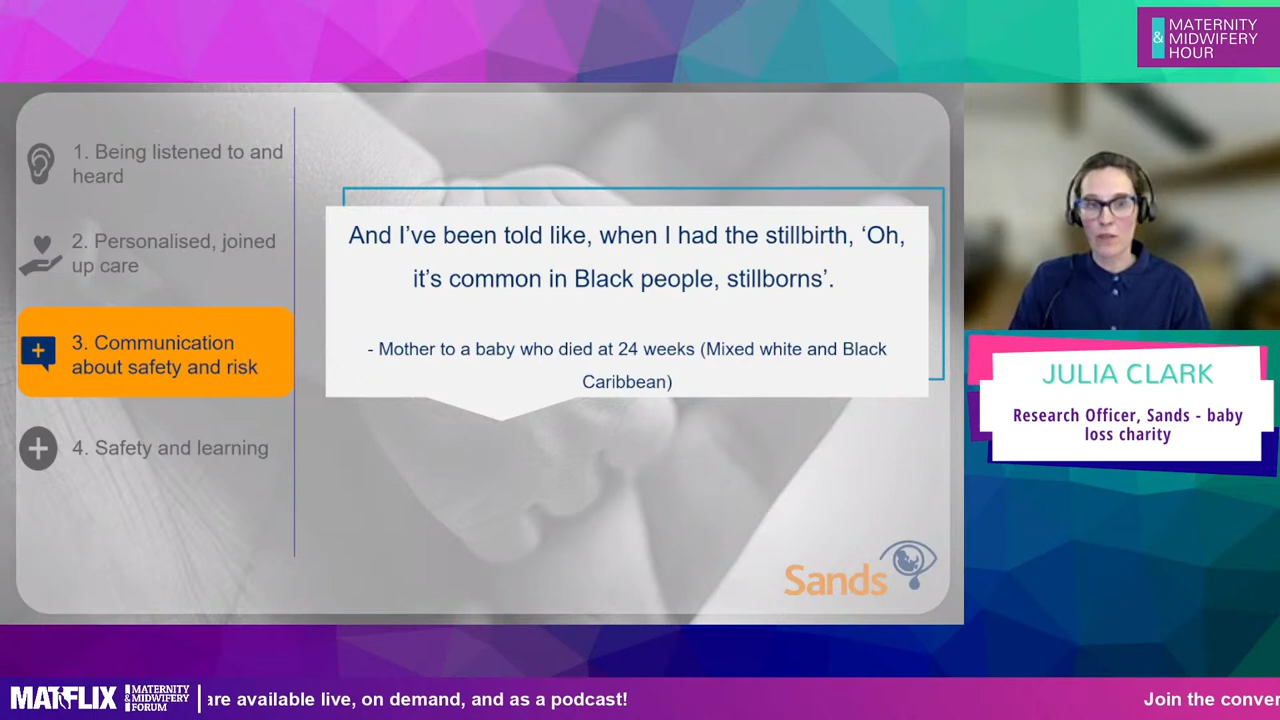 MATERNITY
& MIDWIFERY
HOUR
1. Being listened to and
heard
2. Personalised, joined
up care
3. Communication
about safety and risk
4. Safety and learning
And I've been told like, when I had the stillbirth, ‘Oh,
it's common in Black people, stillborns’.
- Mother to a baby who died at 24 weeks (Mixed white and Black
Caribbean)
Sands
JULIA CLARK
Research Officer, Sands - baby
loss charity
MATFLIX
MATERNITY
& MIDWIFERY
FORUM
are available live, on demand, and as a podcast!
Join the conver